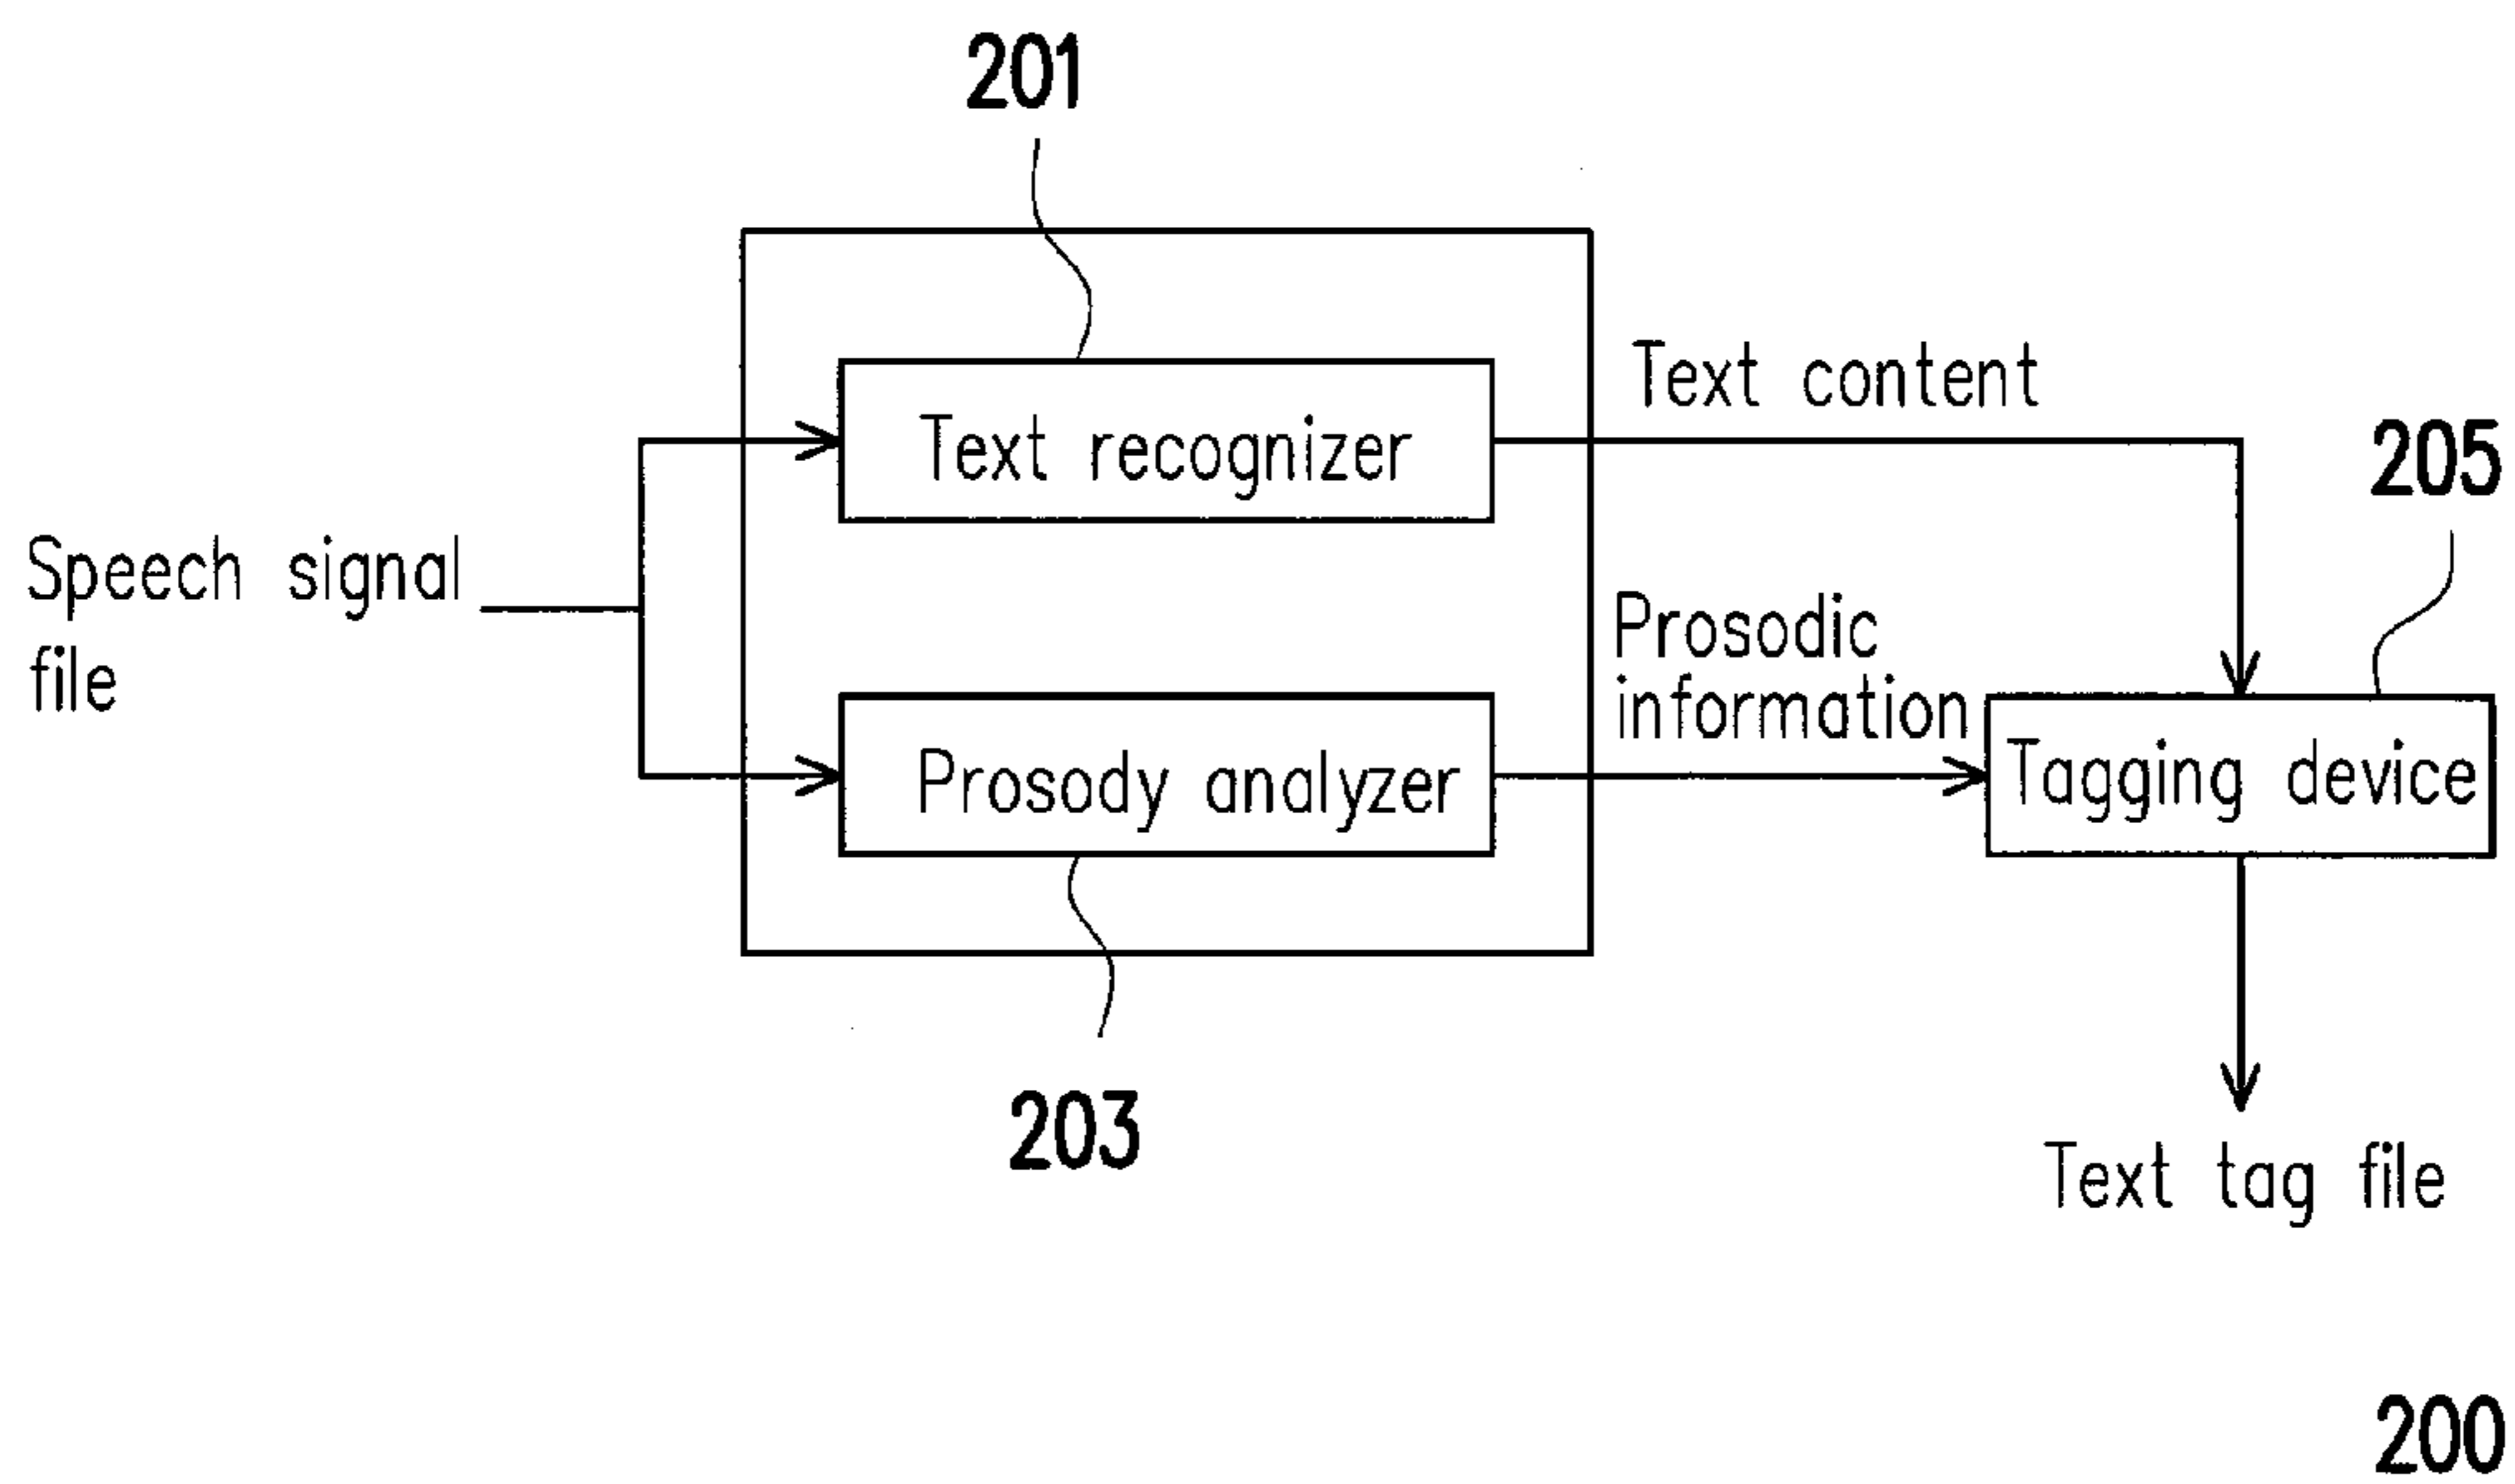 201
Text content
205
Text recognizer
Speech signal
file
Prosodic
information
Prosody analyzer
Tagging device
203
Text tag file
200